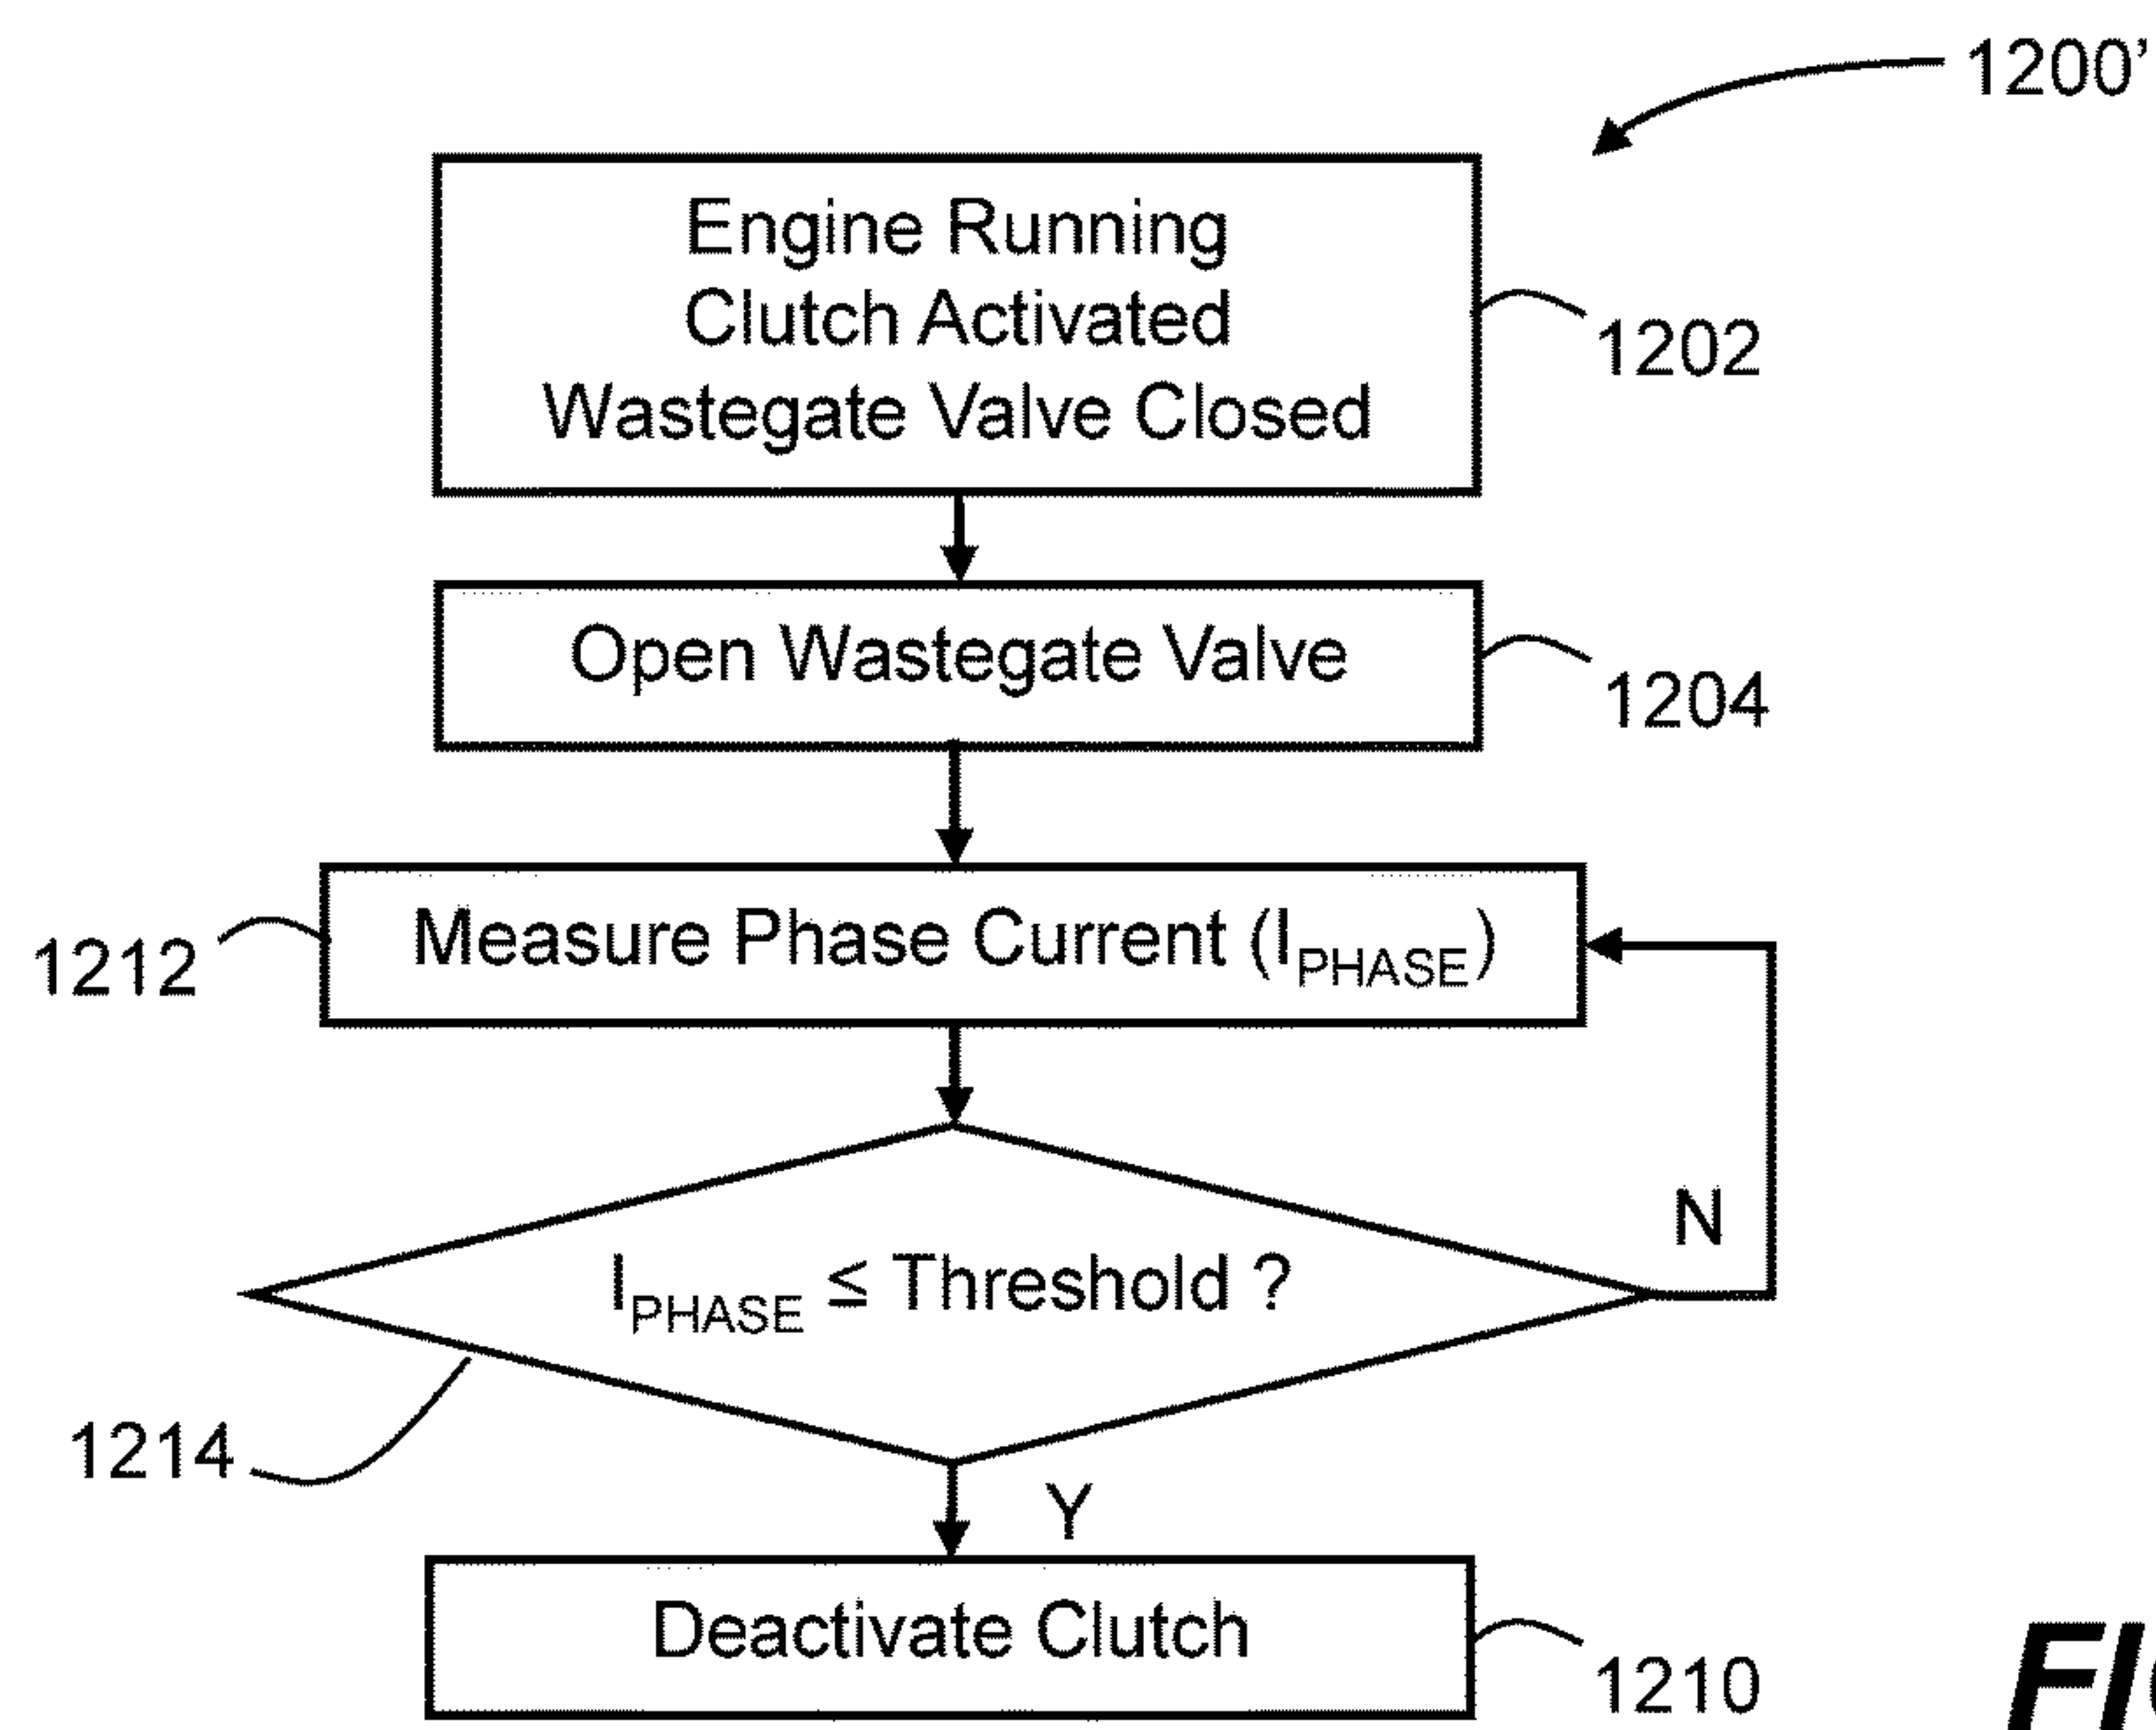 1200'
Engine Running
Clutch Activated
Wastegate Valve Closed
1202
Open Wastegate Valve
1204
Measure Phase Current (IPHASE)
1212
N
IPHASE ≤ Threshold ?
1214
Y
Deactivate Clutch
1210